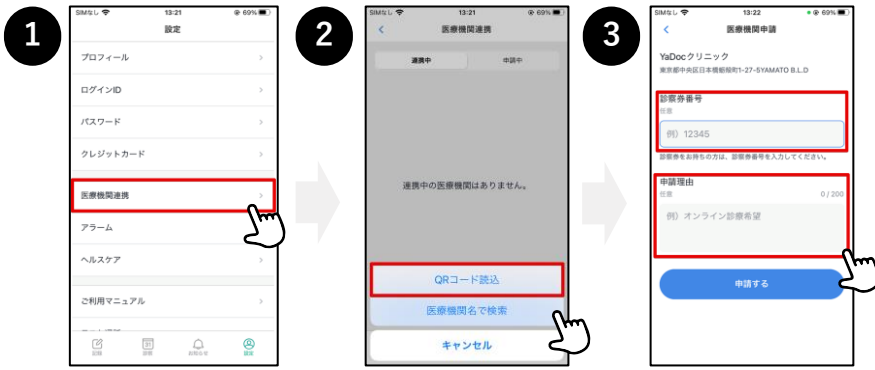 1
SIMなし 13:21 69%
設定
プロフィール
ログインID
パスワード
クレジットカード
医療機関連携
アラーム
ヘルスケア
ご利用マニュアル
お知らせ
設定
2
SIMなし 13:21 69%
医療機関連携
連携中 申請中
連携中の医療機関はありません。
QRコード読込
医療機関名で検索
キャンセル
3
SIMなし 13:22 69%
医療機関申請
YaDocクリニック
東京都中央区日本橋蛎殻町1-27-5YAMATO B.L.D
診察券番号
任意
例）12345
診察券をお持ちの方は、診察券番号を入力してください。
申請理由
任意 0 / 200
例）オンライン診療希望
申請する